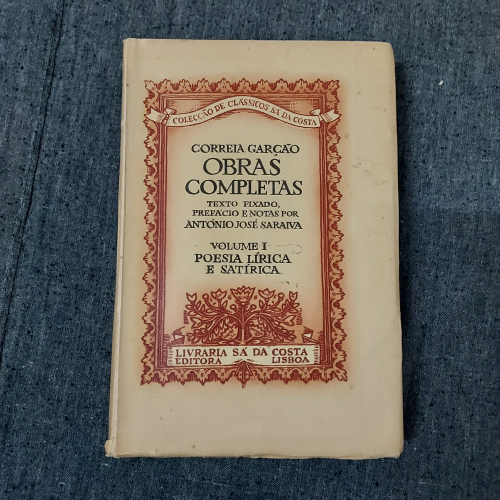 COLECÇÃO DE CLÁSSICOS SÁ DA COSTA
CORREIA GARÇÃO
OBRAS
COMPLETAS
TEXTO FIXADO,
PREFÁCIO E NOTAS POR
ANTÓNIO JOSÉ SARAIVA
VOLUME I
POESIA LÍRICA
E SATÍRICA
LIVRARIA SÁ DA COSTA
EDITORA LISBOA